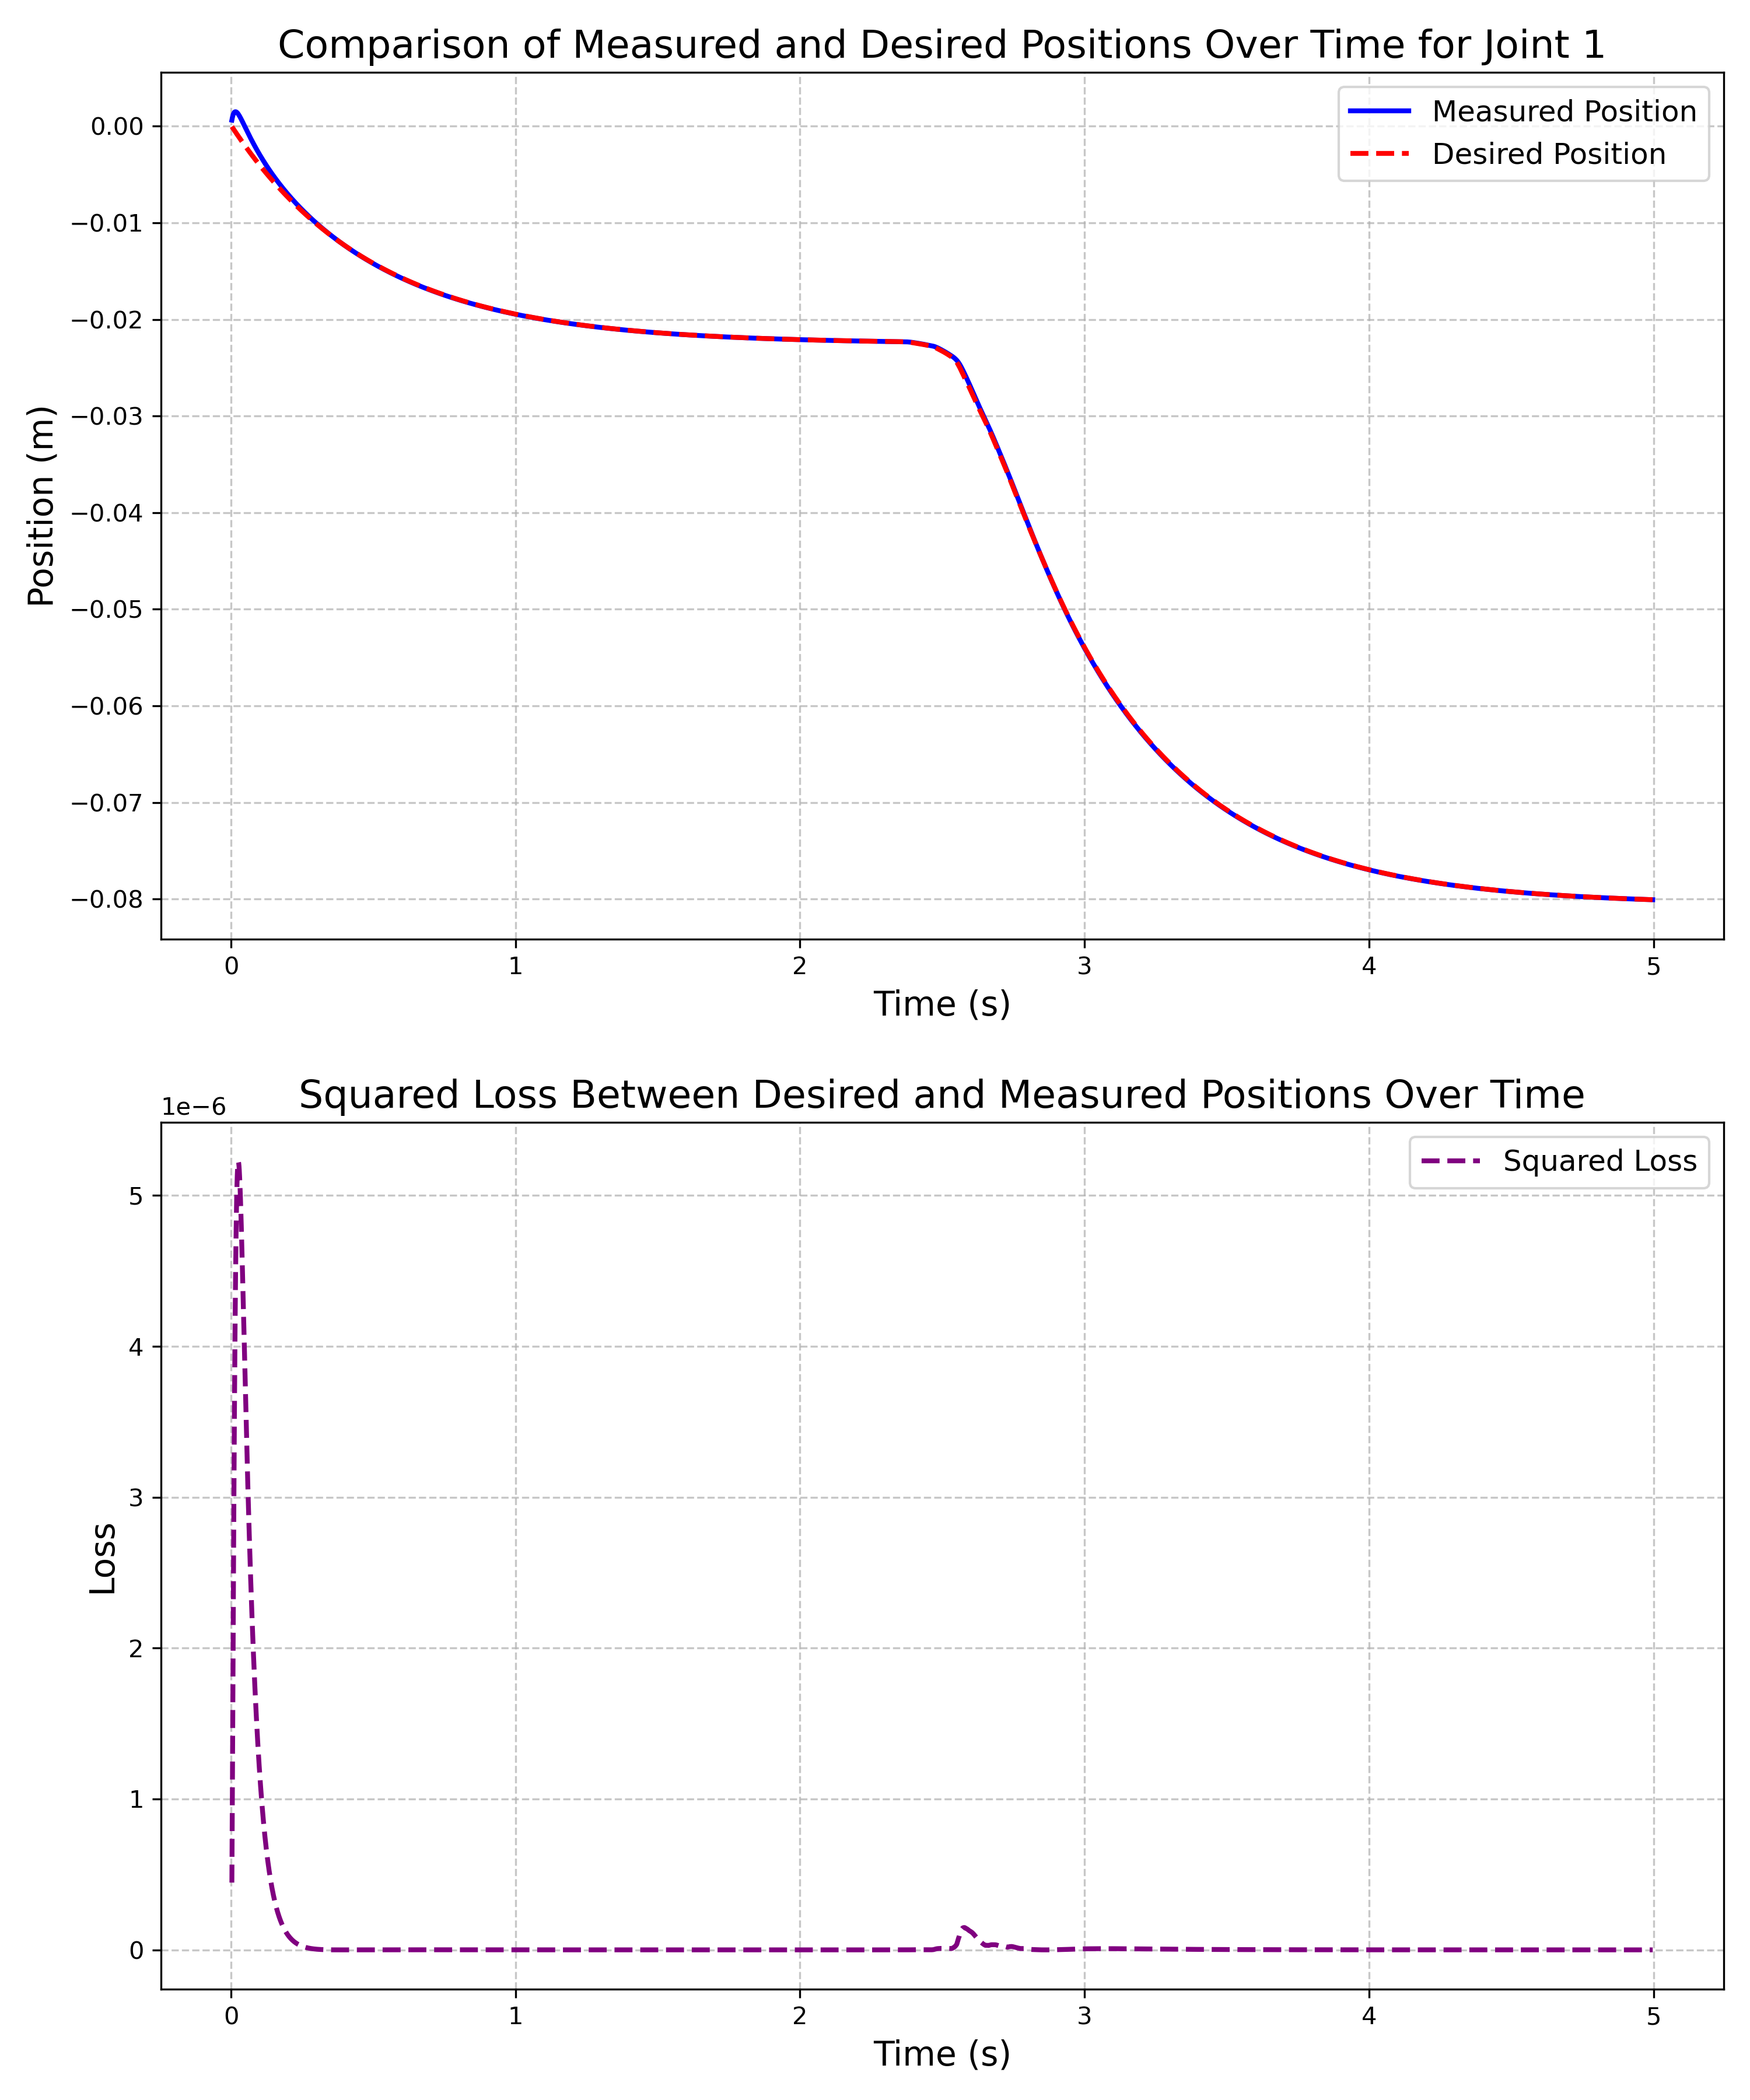 Comparison of Measured and Desired Positions Over Time for Joint 1
Measured Position
Desired Position
0.00
−0.01
−0.02
−0.03
−0.04
−0.05
−0.06
−0.07
−0.08
Position (m)
0 1 2 3 4 5
Time (s)
Squared Loss Between Desired and Measured Positions Over Time
1e−6
Squared Loss
5
4
3
2
1
0
Loss
0 1 2 3 4 5
Time (s)